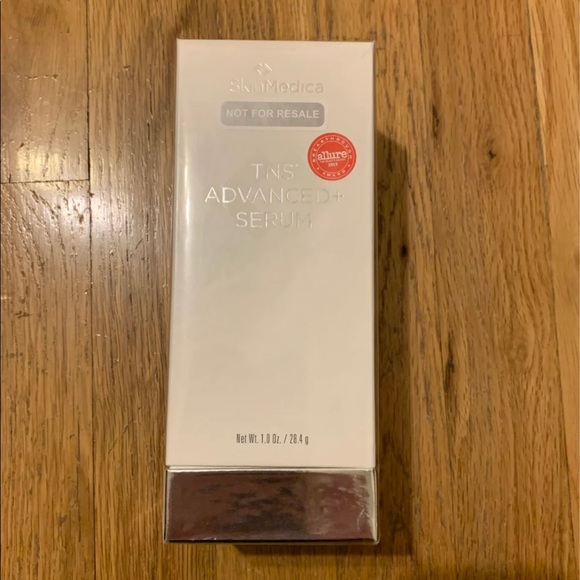 SkinMedica
NOT FOR RESALE
allure
TNS®
ADVANCED+
SERUM
Net Wt. 1.0 Oz. / 28.4 g